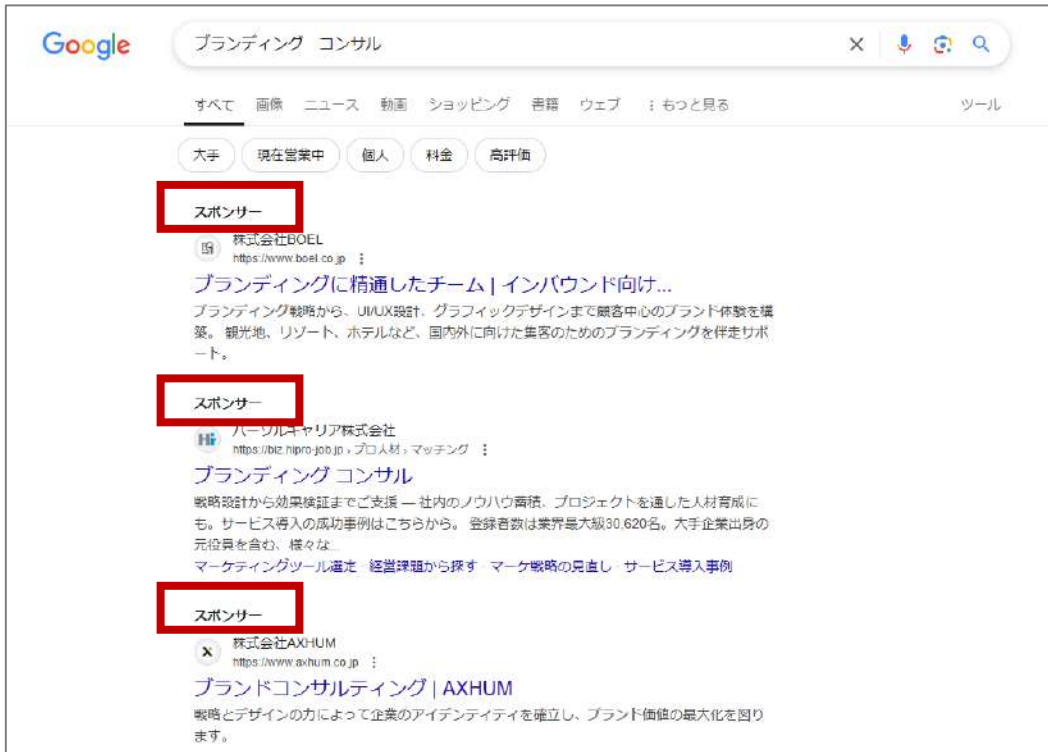 Google
ブランディング　コンサル
すべて 画像 ニュース 動画 ショッピング 書籍 ウェブ ⋮ もっと見る ツール
大手 現在営業中 個人 料金 高評価
スポンサー
株式会社BOEL
https://www.boel.co.jp ⋮
ブランディングに精通したチーム | インバウンド向け...
ブランディング戦略から、UI/UX設計、グラフィックデザインまで顧客中心のブランド体験を構
築。 観光地、リゾート、ホテルなど、国内外に向けた集客のためのブランディングを伴走サポ
ート。
スポンサー
パーソルキャリア株式会社
https://biz.hipro-job.jp › プロ人材 › マッチング ⋮
ブランディング コンサル
戦略設計から効果検証までご支援 — 社内のノウハウ蓄積、プロジェクトを通した人材育成に
も。サービス導入の成功事例はこちらから。 登録者数は業界最大級30,620名。大手企業出身の
元役員を含む、様々な...
マーケティングツール選定 · 経営課題から探す · マーケ戦略の見直し · サービス導入事例
スポンサー
株式会社AXHUM
https://www.axhum.co.jp ⋮
ブランドコンサルティング | AXHUM
戦略とデザインの力によって企業のアイデンティティを確立し、ブランド価値の最大化を図り
ます。